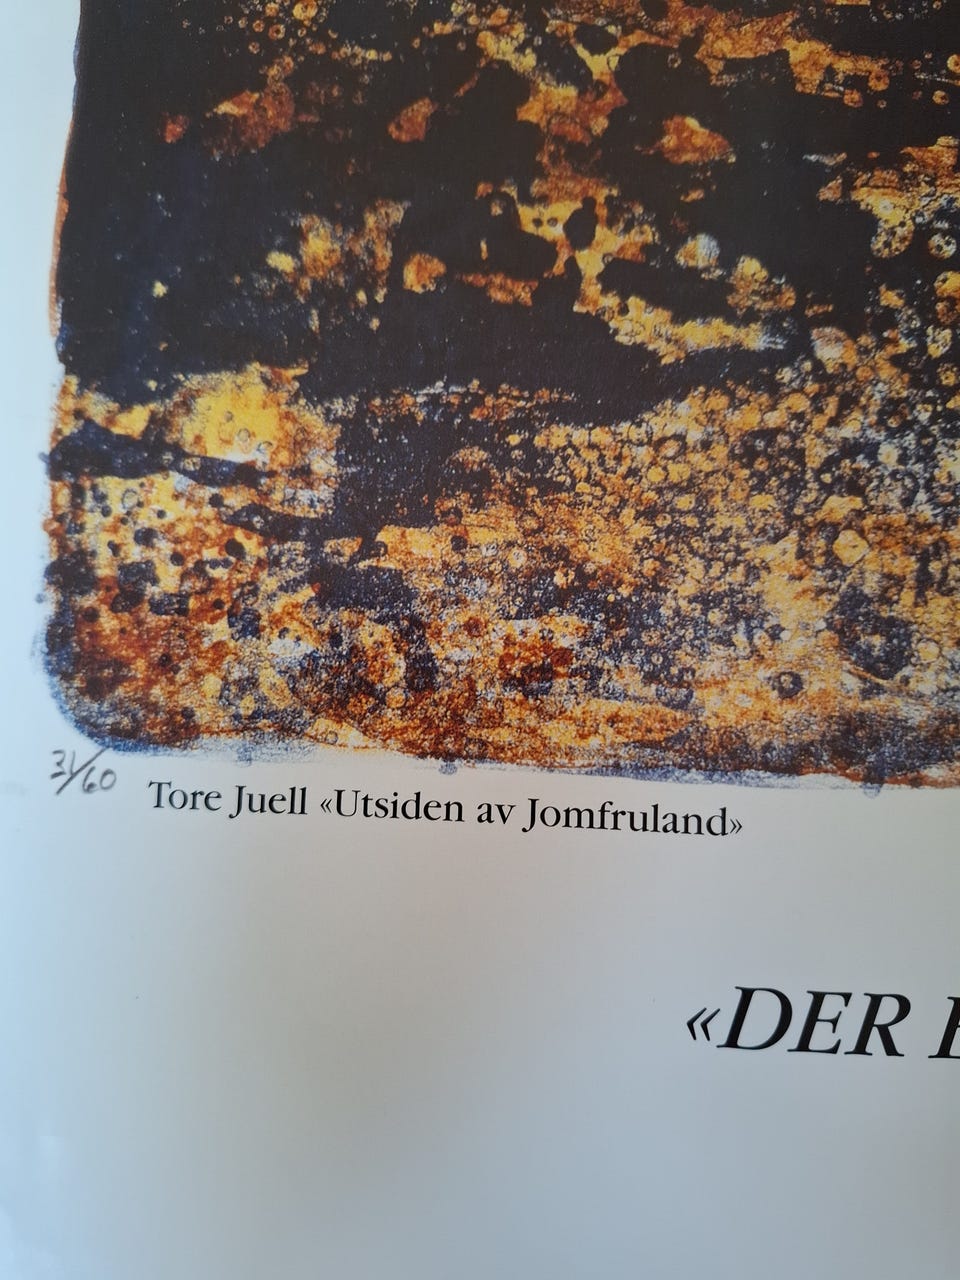 31/60
Tore Juell «Utsiden av Jomfruland»
«DER